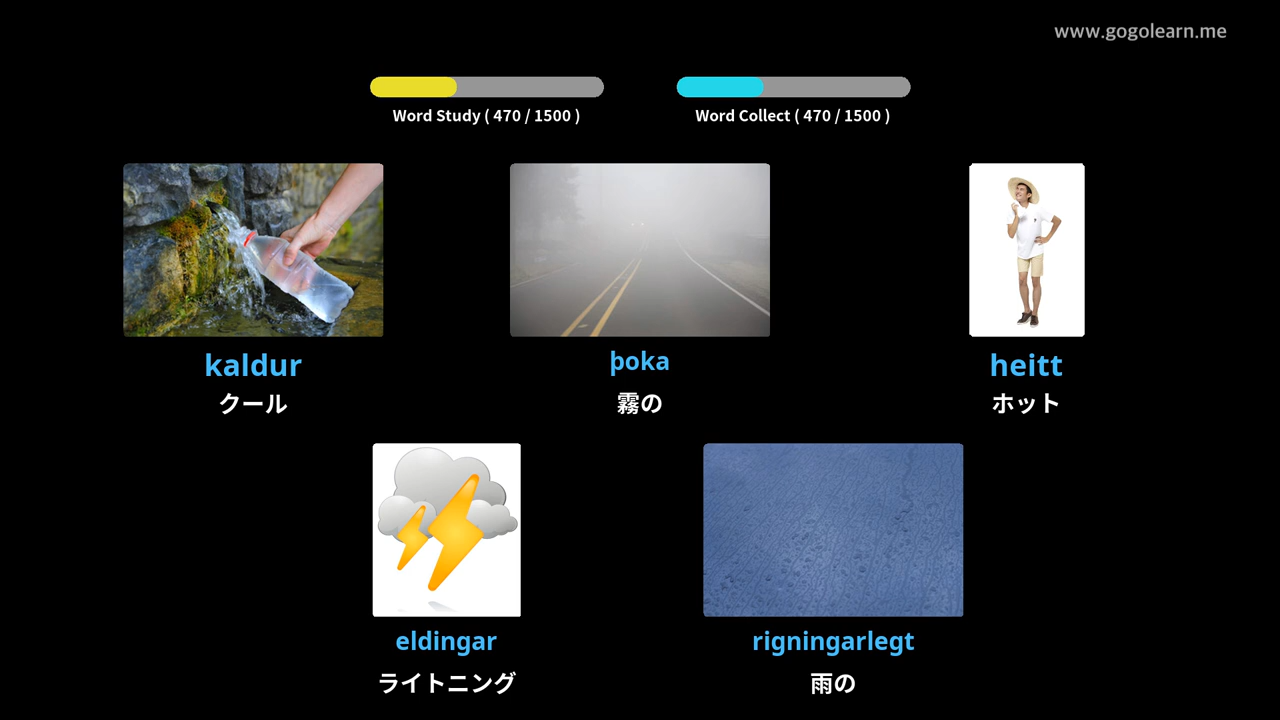 www.gogolearn.me
Word Study ( 470 / 1500 )
Word Collect ( 470 / 1500 )
kaldur
クール
þoka
霧の
heitt
ホット
eldingar
ライトニング
rigningarlegt
雨の